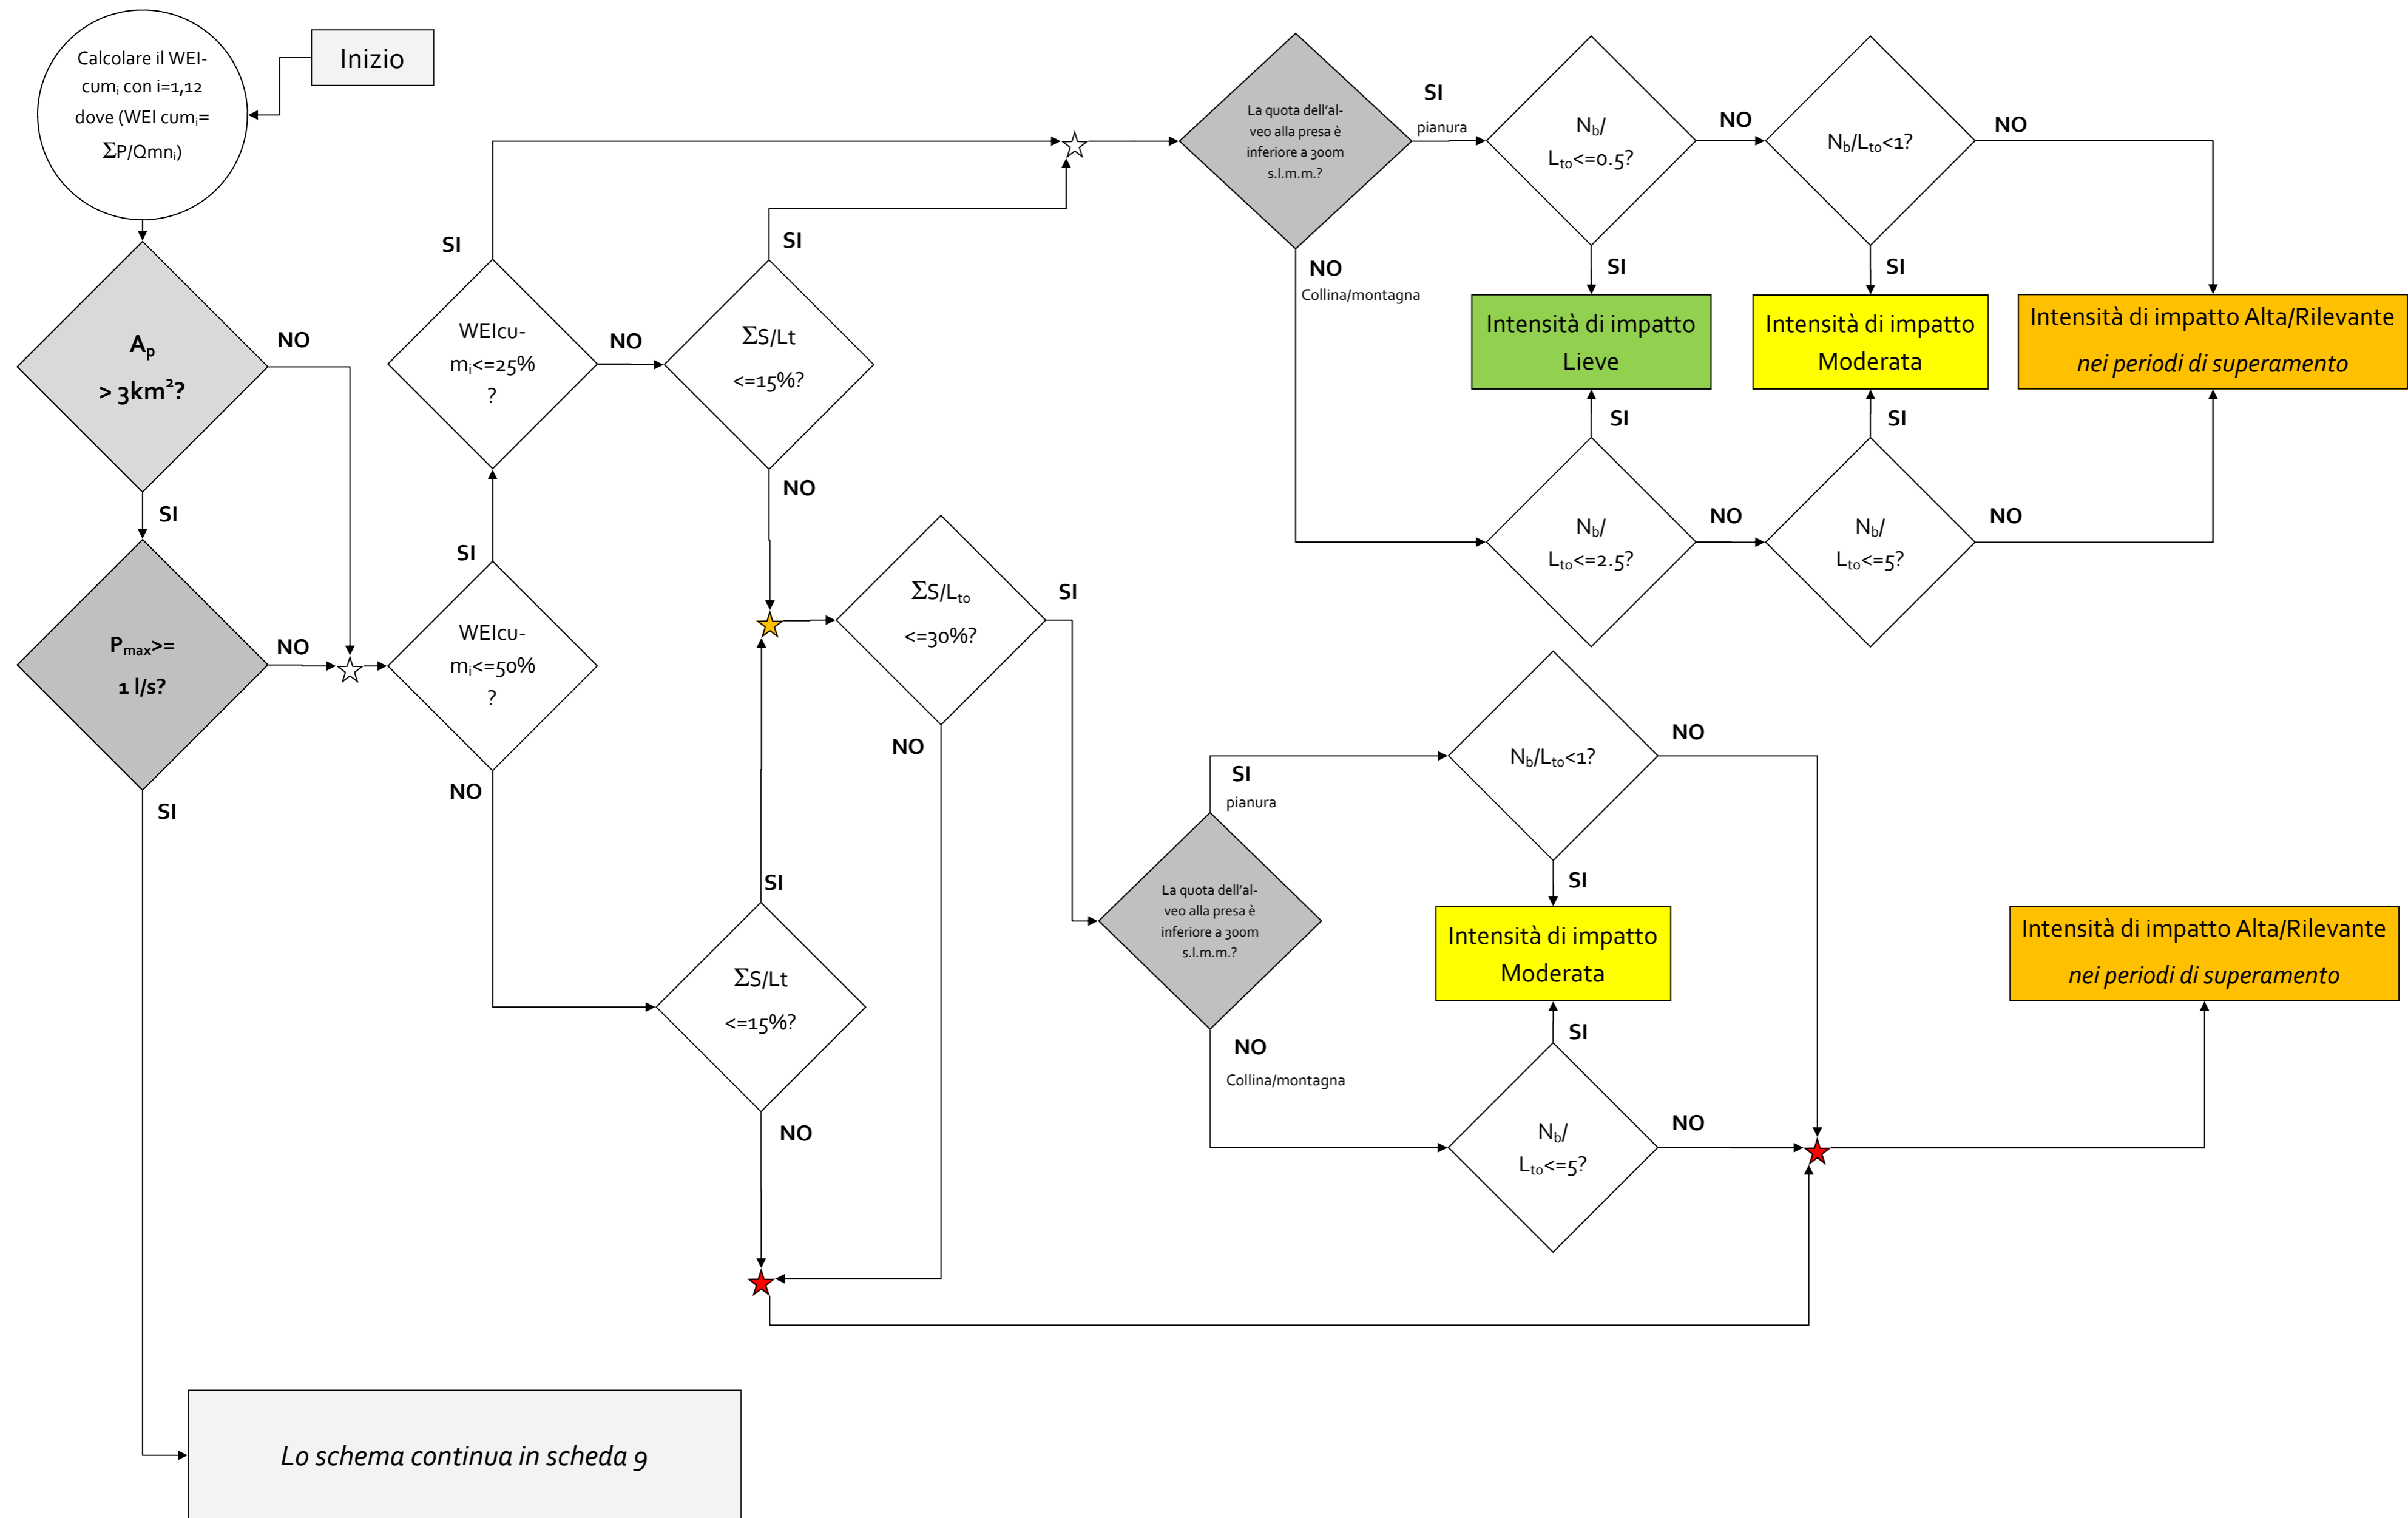 Calcolare il WEI-
cumi con i=1,12
dove (WEI cumi=
ΣP/Qmni)
Inizio
Ap
> 3km²?
NO
SI
Pmax>=
1 l/s?
NO
SI
WEIcu-
mi<=50%
?
SI
NO
WEIcu-
mi<=25%
?
SI
NO
ΣS/Lt
<=15%?
SI
NO
ΣS/Lt
<=15%?
SI
NO
ΣS/Lto
<=30%?
SI
NO
La quota dell'al-
veo alla presa è
inferiore a 300m
s.l.m.m.?
SI
pianura
NO
Collina/montagna
Nb/
Lto<=0.5?
NO
SI
Nb/Lto<1?
NO
SI
Intensità di impatto
Lieve
Intensità di impatto
Moderata
Intensità di impatto Alta/Rilevante
nei periodi di superamento
SI
Nb/
Lto<=2.5?
NO
SI
Nb/
Lto<=5?
NO
La quota dell'al-
veo alla presa è
inferiore a 300m
s.l.m.m.?
SI
pianura
NO
Collina/montagna
Nb/Lto<1?
NO
SI
Intensità di impatto
Moderata
Intensità di impatto Alta/Rilevante
nei periodi di superamento
SI
Nb/
Lto<=5?
NO
Lo schema continua in scheda 9